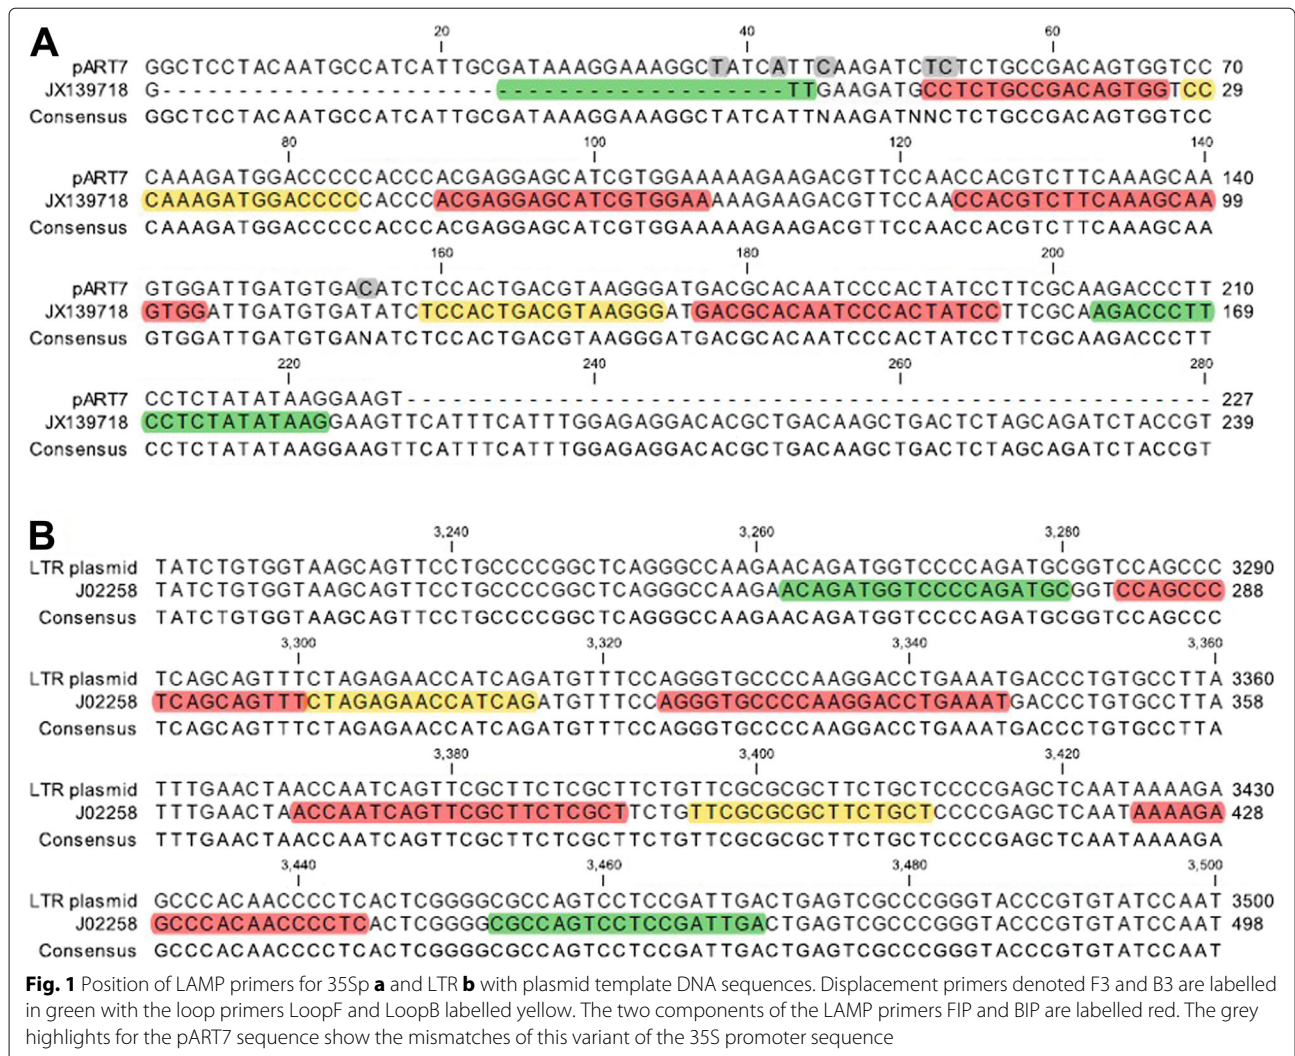 A
20 40 60
pART7 GGCTCCTACAATGCCATCATTGCGATAAAGGAAAGGCTATCATTCAAGATCTCTCTGCCGACAGTGGTCC 70
JX139718 G-----------------------------------------TTGAAGATGCCTCTGCCGACAGTGGTCC 29
Consensus GGCTCCTACAATGCCATCATTGCGATAAAGGAAAGGCTATCATTNAAGATNNCTCTGCCGACAGTGGTCC
80 100 120 140
pART7 CAAAGATGGACCCCCACCCACGAGGAGCATCGTGGAAAAAGAAGACGTTCCAACCACGTCTTCAAAGCAA 140
JX139718 CAAAGATGGACCCCCACCCACGAGGAGCATCGTGGAAAAAGAAGACGTTCCAACCACGTCTTCAAAGCAA 99
Consensus CAAAGATGGACCCCCACCCACGAGGAGCATCGTGGAAAAAGAAGACGTTCCAACCACGTCTTCAAAGCAA
160 180 200
pART7 GTGGATTGATGTGACATCTCCACTGACGTAAGGGATGACGCACAATCCCACTATCCTTCGCAAGACCCTT 210
JX139718 GTGGATTGATGTGATATCTCCACTGACGTAAGGGATGACGCACAATCCCACTATCCTTCGCAAGACCCTT 169
Consensus GTGGATTGATGTGANATCTCCACTGACGTAAGGGATGACGCACAATCCCACTATCCTTCGCAAGACCCTT
220 240 260 280
pART7 CCTCTATATAAGGAAGT----------------------------------------------------- 227
JX139718 CCTCTATATAAGGAAGTTCATTTCATTTGGAGAGGACACGCTGACAAGCTGACTCTAGCAGATCTACCGT 239
Consensus CCTCTATATAAGGAAGTTCATTTCATTTGGAGAGGACACGCTGACAAGCTGACTCTAGCAGATCTACCGT
B
3,240 3,260 3,280
LTR plasmid TATCTGTGGTAAGCAGTTCCTGCCCCGGCTCAGGGCCAAGAACAGATGGTCCCCAGATGCGGTCCAGCCC 3290
J02258 TATCTGTGGTAAGCAGTTCCTGCCCCGGCTCAGGGCCAAGAACAGATGGTCCCCAGATGCGGTCCAGCCC 288
Consensus TATCTGTGGTAAGCAGTTCCTGCCCCGGCTCAGGGCCAAGAACAGATGGTCCCCAGATGCGGTCCAGCCC
3,300 3,320 3,340 3,360
LTR plasmid TCAGCAGTTTCTAGAGAACCATCAGATGTTTCCAGGGTGCCCCAAGGACCTGAAATGACCCTGTGCCTTA 3360
J02258 TCAGCAGTTTCTAGAGAACCATCAGATGTTTCCAGGGTGCCCCAAGGACCTGAAATGACCCTGTGCCTTA 358
Consensus TCAGCAGTTTCTAGAGAACCATCAGATGTTTCCAGGGTGCCCCAAGGACCTGAAATGACCCTGTGCCTTA
3,380 3,400 3,420
LTR plasmid TTTGAACTAACCAATCAGTTCGCTTCTCGCTTCTGTTCGCGCGCTTCTGCTCCCCGAGCTCAATAAAAGA 3430
J02258 TTTGAACTAACCAATCAGTTCGCTTCTCGCTTCTGTTCGCGCGCTTCTGCTCCCCGAGCTCAATAAAAGA 428
Consensus TTTGAACTAACCAATCAGTTCGCTTCTCGCTTCTGTTCGCGCGCTTCTGCTCCCCGAGCTCAATAAAAGA
3,440 3,460 3,480 3,500
LTR plasmid GCCCACAACCCCTCACTCGGGGCGCCAGTCCTCCGATTGACTGAGTCGCCCGGGTACCCGTGTATCCAAT 3500
J02258 GCCCACAACCCCTCACTCGGGGCGCCAGTCCTCCGATTGACTGAGTCGCCCGGGTACCCGTGTATCCAAT 498
Consensus GCCCACAACCCCTCACTCGGGGCGCCAGTCCTCCGATTGACTGAGTCGCCCGGGTACCCGTGTATCCAAT
Fig. 1 Position of LAMP primers for 35Sp a and LTR b with plasmid template DNA sequences. Displacement primers denoted F3 and B3 are labelled
in green with the loop primers LoopF and LoopB labelled yellow. The two components of the LAMP primers FIP and BIP are labelled red. The grey
highlights for the pART7 sequence show the mismatches of this variant of the 35S promoter sequence